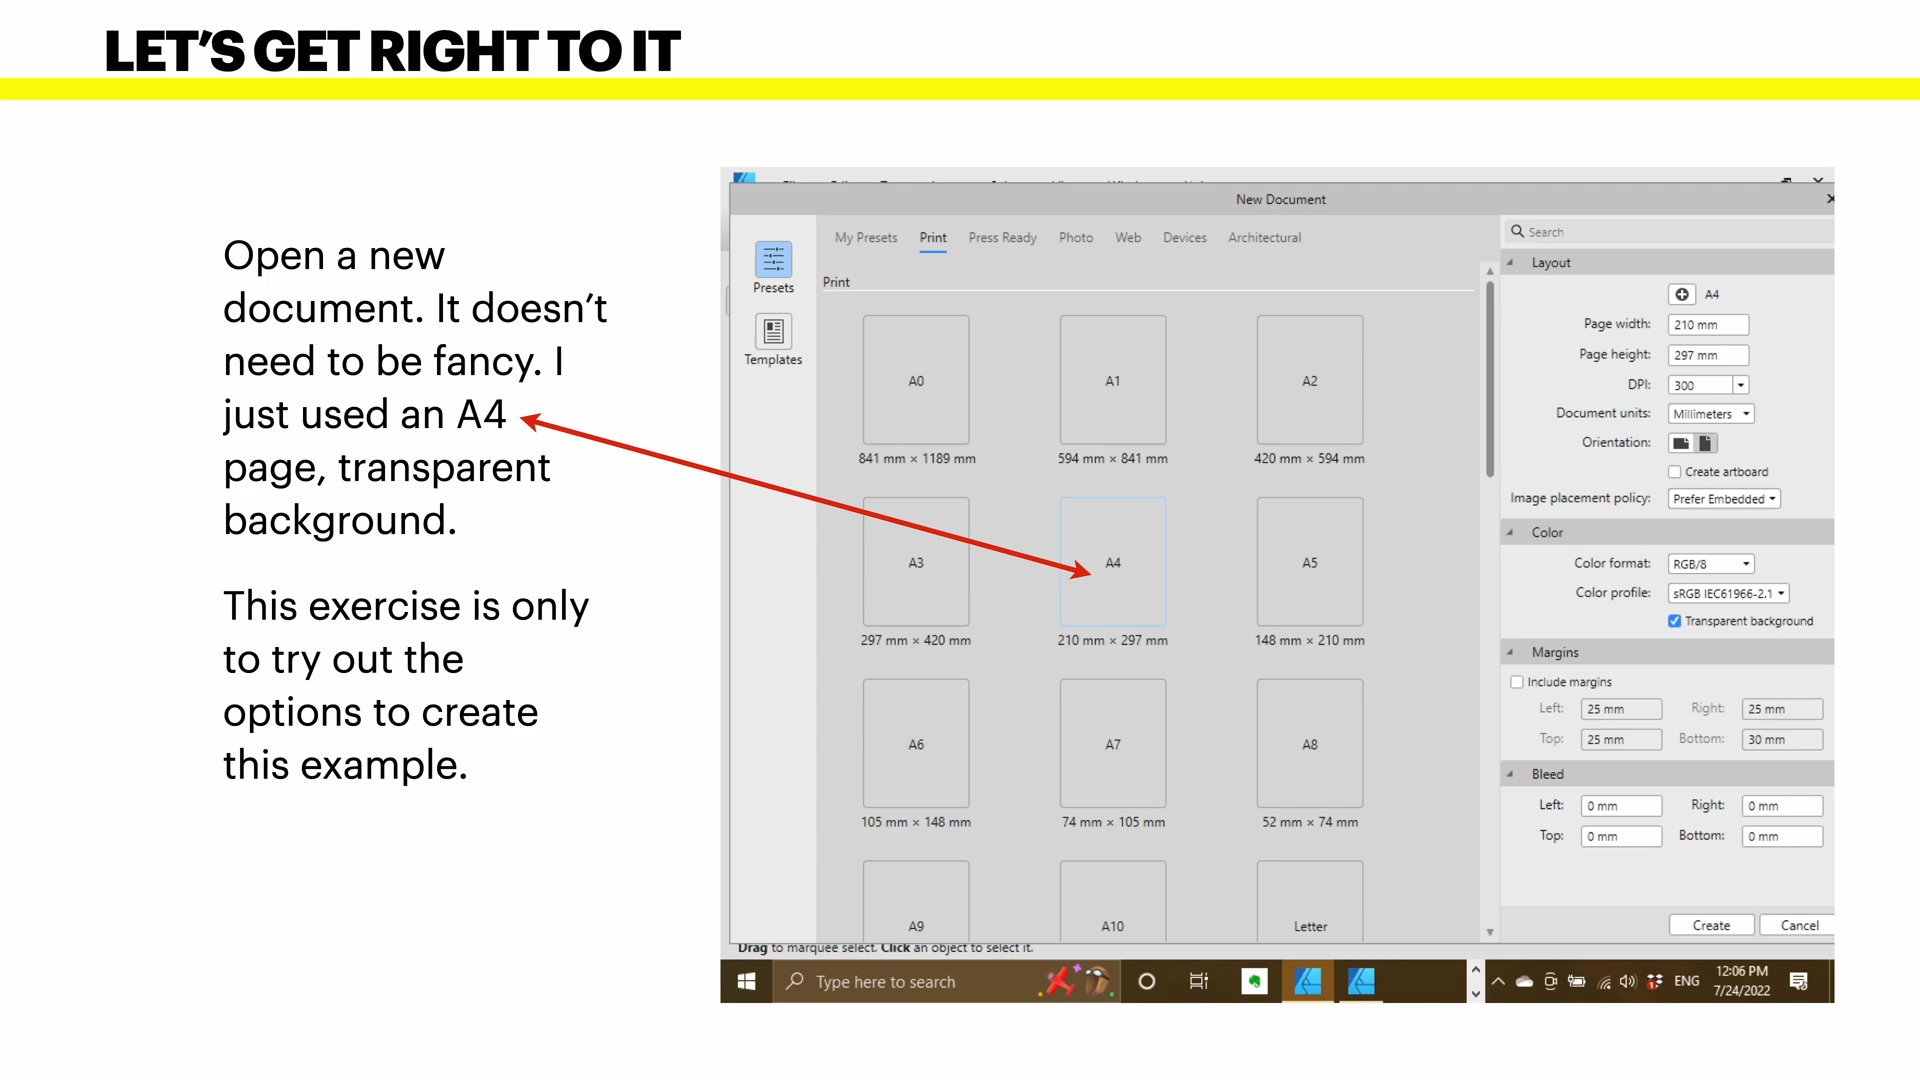 LET'S GET RIGHT TO IT
Open a new
document. It doesn't
need to be fancy. I
just used an A4
page, transparent
background.
This exercise is only
to try out the
options to create
this example.
New Document
Presets
Templates
My Presets Print Press Ready Photo Web Devices Architectural
Print
A0 A1 A2
841 mm × 1189 mm 594 mm × 841 mm 420 mm × 594 mm
A3 A4 A5
297 mm × 420 mm 210 mm × 297 mm 148 mm × 210 mm
A6 A7 A8
105 mm × 148 mm 74 mm × 105 mm 52 mm × 74 mm
A9 A10 Letter
Search
Layout
A4
Page width: 210 mm
Page height: 297 mm
DPI: 300
Document units: Millimeters
Orientation:
Create artboard
Image placement policy: Prefer Embedded
Color
Color format: RGB/8
Color profile: sRGB IEC61966-2.1
Transparent background
Margins
Include margins
Left: 25 mm Right: 25 mm
Top: 25 mm Bottom: 30 mm
Bleed
Left: 0 mm Right: 0 mm
Top: 0 mm Bottom: 0 mm
Create Cancel
Drag to marquee select. Click an object to select it.
Type here to search
ENG
12:06 PM
7/24/2022